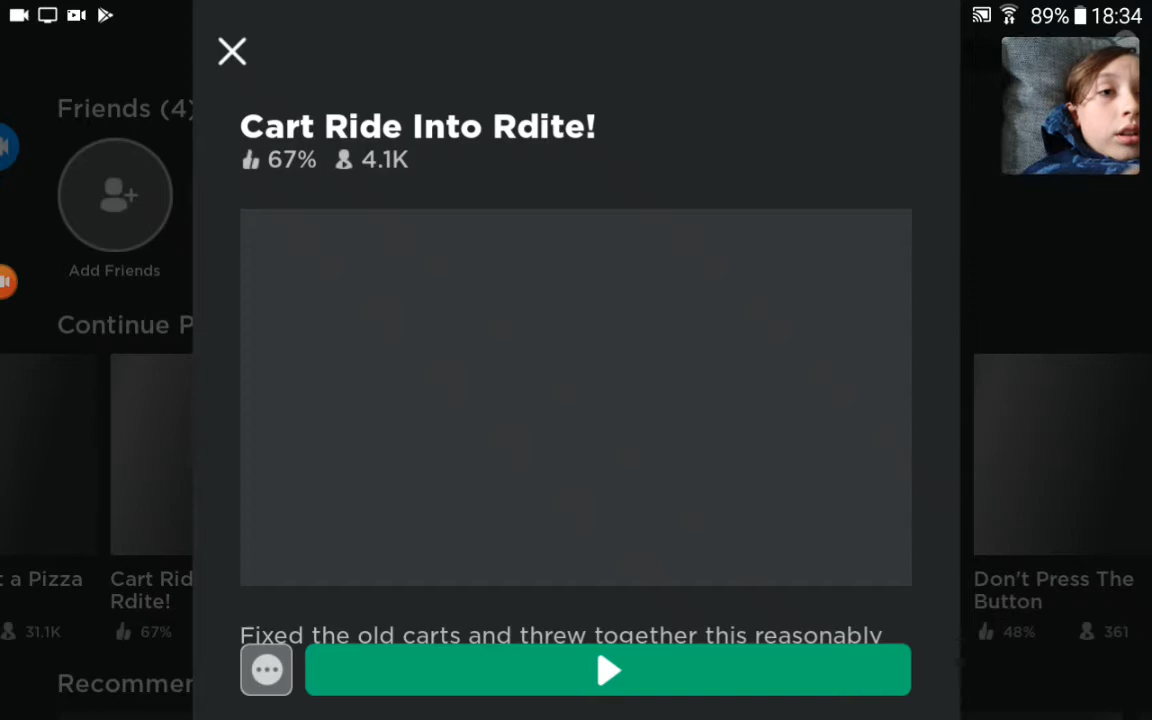 89% 18:34
Friends (4)
Cart Ride Into Rdite!
67% 4.1K
Add Friends
Continue P
t a Pizza
31.1K
Cart Rid
Rdite!
67%
Don't Press The
Button
48% 361
Fixed the old carts and threw together this reasonably
Recommen